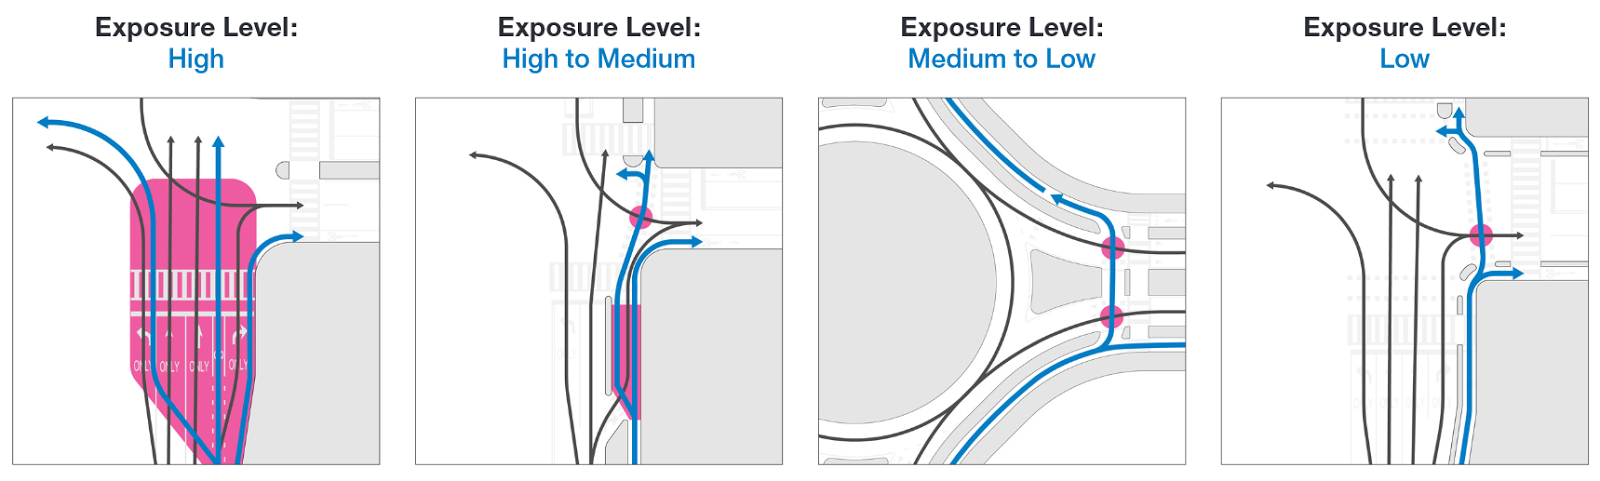 Exposure Level:
High
Exposure Level:
High to Medium
Exposure Level:
Medium to Low
Exposure Level:
Low
ONLY
ONLY
ONLY
ONLY